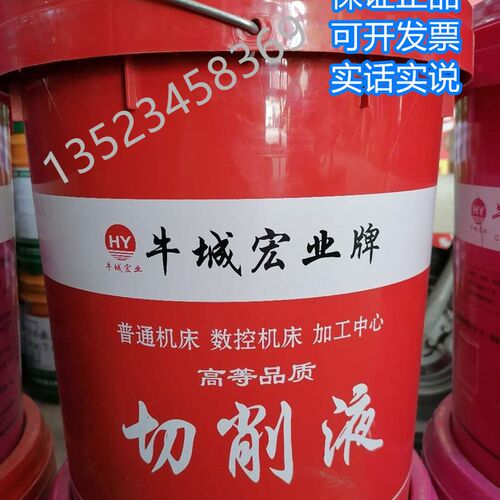 保证正品
可开发票
实话实说
13523458369
HY
牛城宏业
牛城宏业牌
普通机床 数控机床 加工中心
高等品质
切削液
HY